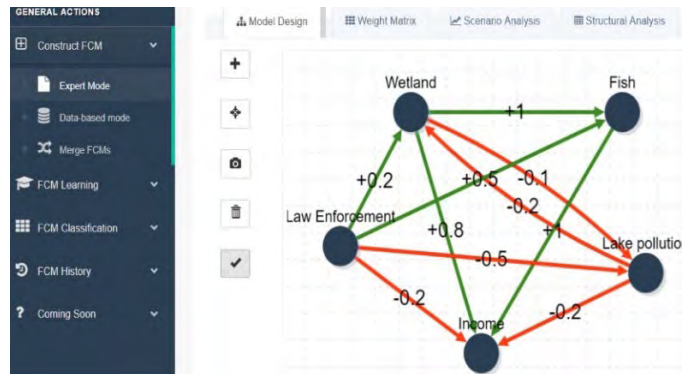 GENERAL ACTIONS
Construct FCM
Expert Mode
Data-based mode
Merge FCMs
FCM Learning
FCM Classification
FCM History
? Coming Soon
Model Design
Weight Matrix
Scenario Analysis
Structural Analysis
Wetland
Fish
+1
+0.2
+0.5
-0.1
-0.2
Law Enforcement
+0.8
+1
Lake pollutio
-0.5
-0.2
-0.2
Income